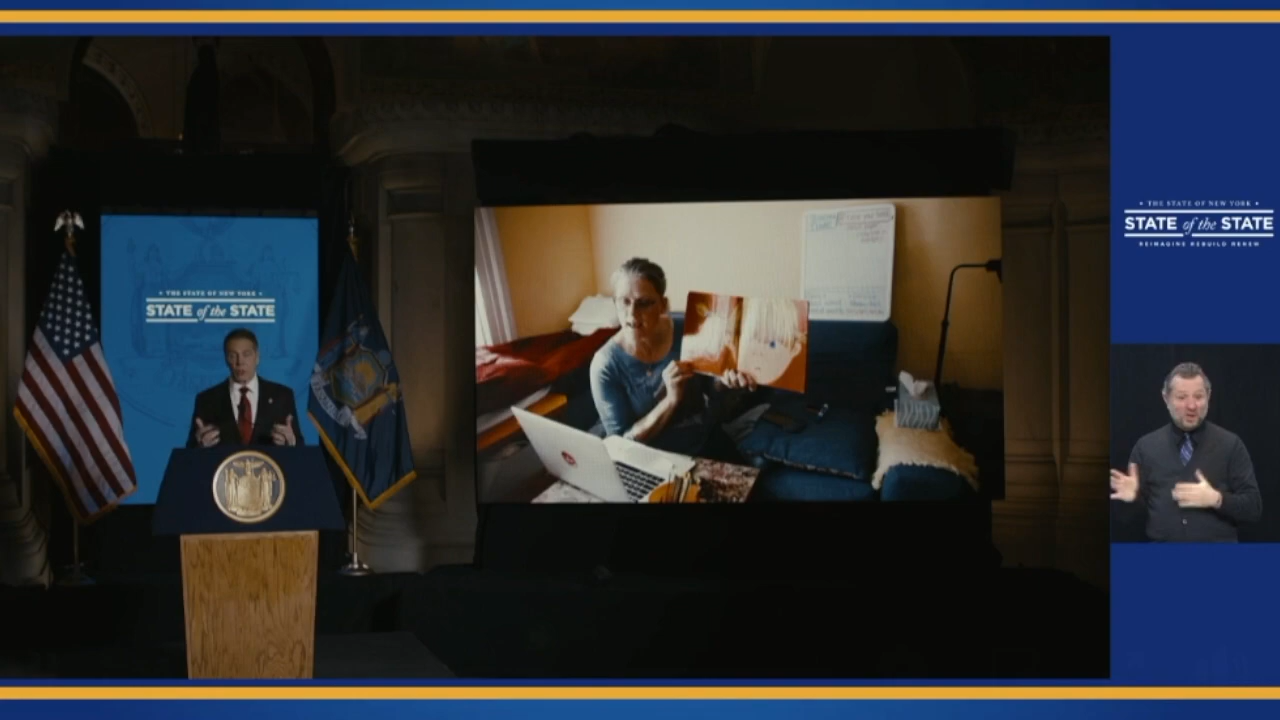 • THE STATE OF NEW YORK •
STATE of the STATE
• THE STATE OF NEW YORK •
STATE of the STATE
REIMAGINE REBUILD RENEW